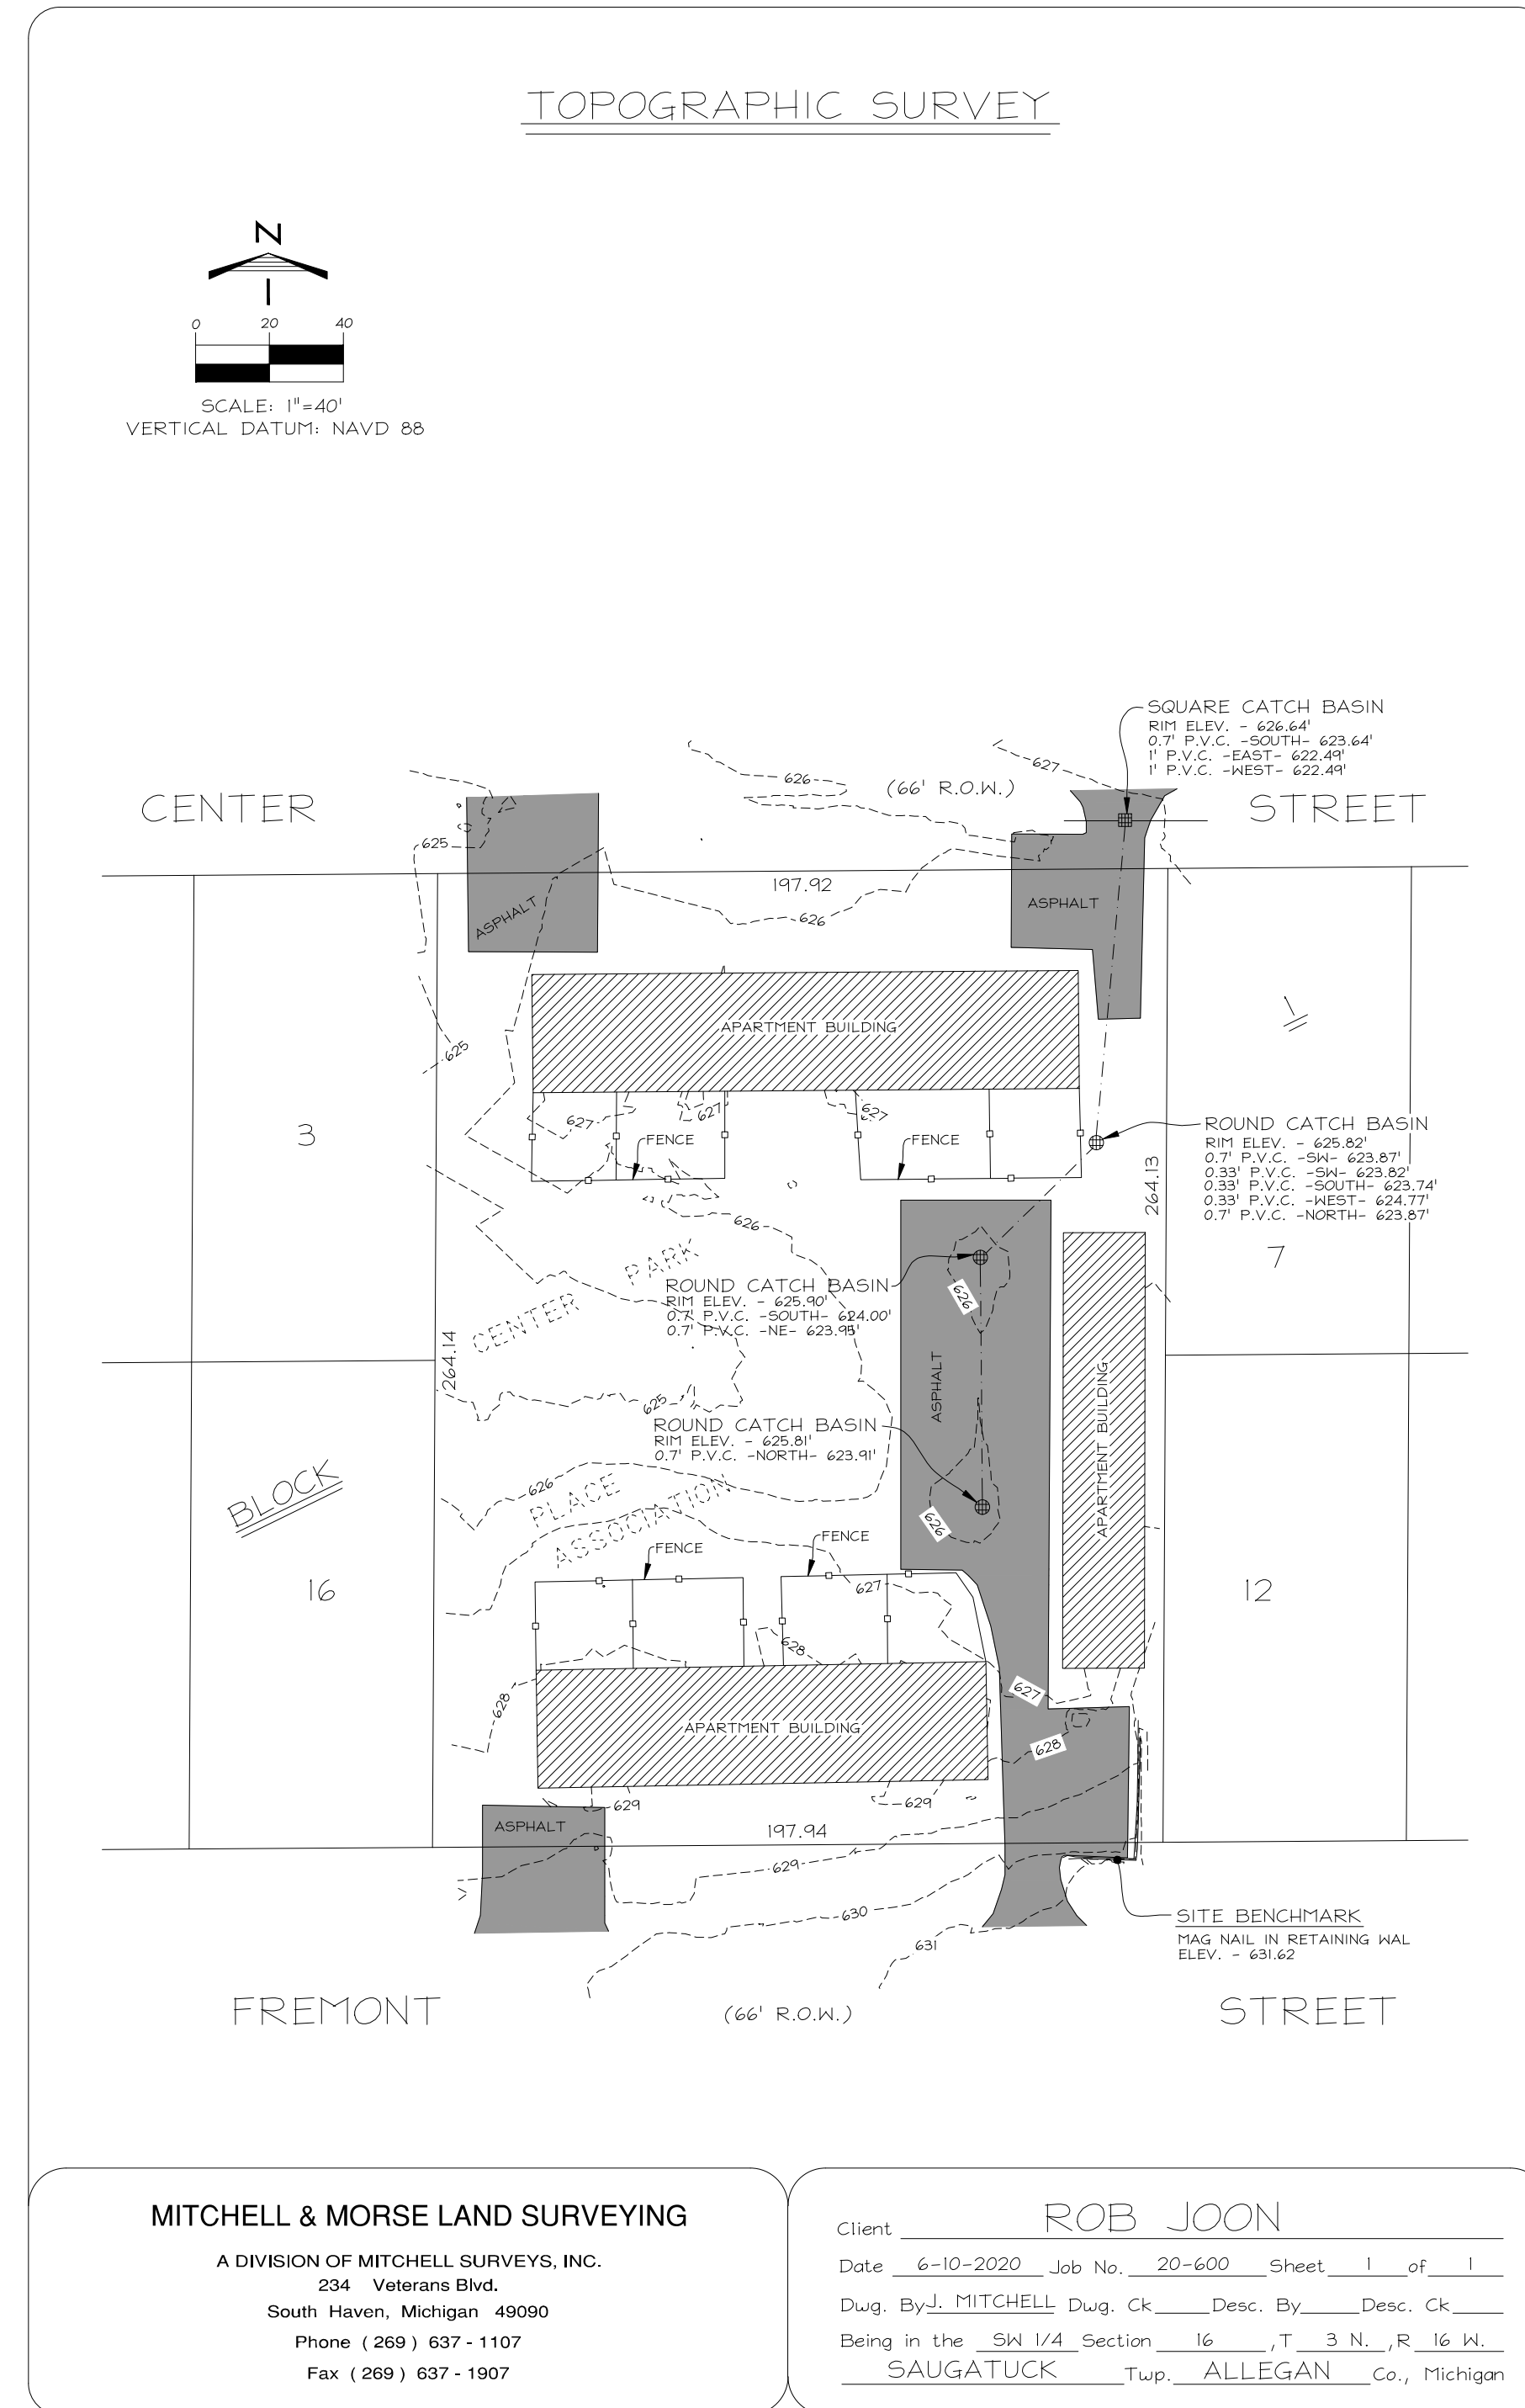 TOPOGRAPHIC SURVEY
N
0 20 40
SCALE: 1"=40'
VERTICAL DATUM: NAVD 88
SQUARE CATCH BASIN
RIM ELEV. - 626.64'
0.7' P.V.C. -SOUTH- 623.64'
1' P.V.C. -EAST- 622.49'
1' P.V.C. -WEST- 622.49'
627
626
(66' R.O.W.)
CENTER STREET
625
197.92
ASPHALT
ASPHALT
626
1
APARTMENT BUILDING
625
3
627
627
627
FENCE
FENCE
ROUND CATCH BASIN
RIM ELEV. - 625.82'
0.7' P.V.C. -SW- 623.87'
0.33' P.V.C. -SW- 623.82'
0.33' P.V.C. -SOUTH- 623.74'
0.33' P.V.C. -WEST- 624.77'
0.7' P.V.C. -NORTH- 623.87'
264.13
626
7
CENTER PARK
ROUND CATCH BASIN
RIM ELEV. - 625.90'
0.7' P.V.C. -SOUTH- 624.00'
0.7' P.V.C. -NE- 623.95'
626
264.14
ASPHALT
APARTMENT BUILDING
625
ROUND CATCH BASIN
RIM ELEV. - 625.81'
0.7' P.V.C. -NORTH- 623.91'
BLOCK
626
PLACE
ASSOCIATION
626
FENCE
FENCE
16
627
12
628
627
628
APARTMENT BUILDING
628
629
629
ASPHALT
197.94
629
630
631
SITE BENCHMARK
MAG NAIL IN RETAINING WAL
ELEV. - 631.62
FREMONT (66' R.O.W.) STREET
MITCHELL & MORSE LAND SURVEYING
A DIVISION OF MITCHELL SURVEYS, INC.
234 Veterans Blvd.
South Haven, Michigan 49090
Phone ( 269 ) 637 - 1107
Fax ( 269 ) 637 - 1907
Client ROB JOON
Date 6-10-2020 Job No. 20-600 Sheet 1 of 1
Dwg. By J. MITCHELL Dwg. Ck Desc. By Desc. Ck
Being in the SW 1/4 Section 16 , T 3 N. , R 16 W.
SAUGATUCK Twp. ALLEGAN Co., Michigan